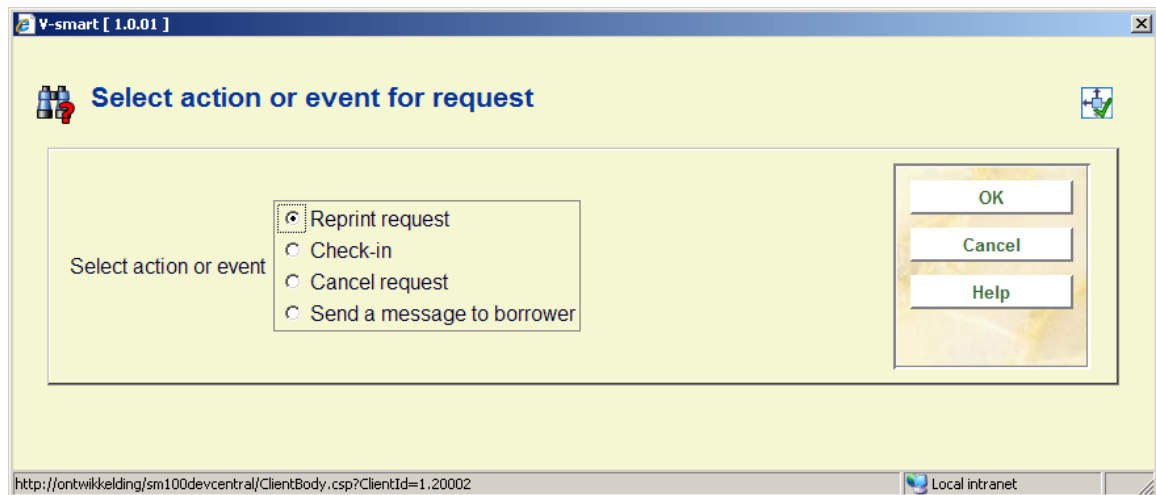 V-smart [ 1.0.01 ]
Select action or event for request
Select action or event
Reprint request
Check-in
Cancel request
Send a message to borrower
OK
Cancel
Help
http://ontwikkelding/sm100devcentral/ClientBody.csp?ClientId=1.20002
Local intranet